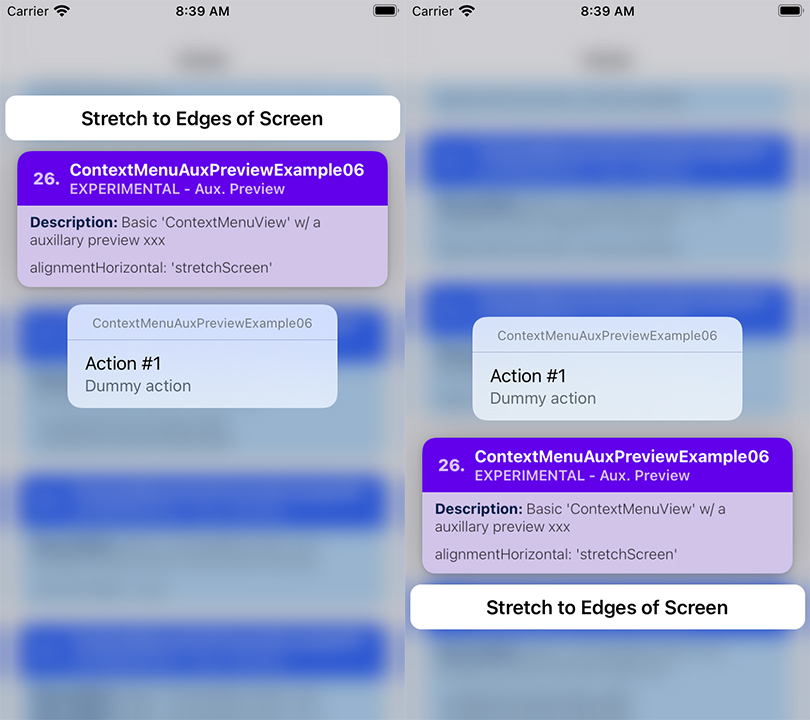 Carrier 8:39 AM
Stretch to Edges of Screen
26. ContextMenuAuxPreviewExample06
EXPERIMENTAL - Aux. Preview
Description: Basic 'ContextMenuView' w/ a
auxillary preview xxx
alignmentHorizontal: 'stretchScreen'
ContextMenuAuxPreviewExample06
Action #1
Dummy action
Carrier 8:39 AM
ContextMenuAuxPreviewExample06
Action #1
Dummy action
26. ContextMenuAuxPreviewExample06
EXPERIMENTAL - Aux. Preview
Description: Basic 'ContextMenuView' w/ a
auxillary preview xxx
alignmentHorizontal: 'stretchScreen'
Stretch to Edges of Screen